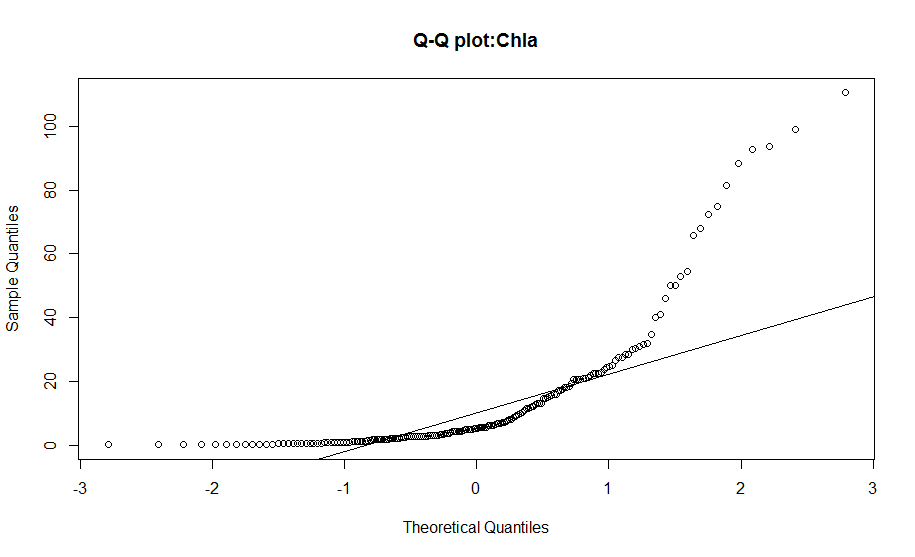 Q-Q plot:Chla
Sample Quantiles
100
80
60
40
20
0
-3 -2 -1 0 1 2 3
Theoretical Quantiles